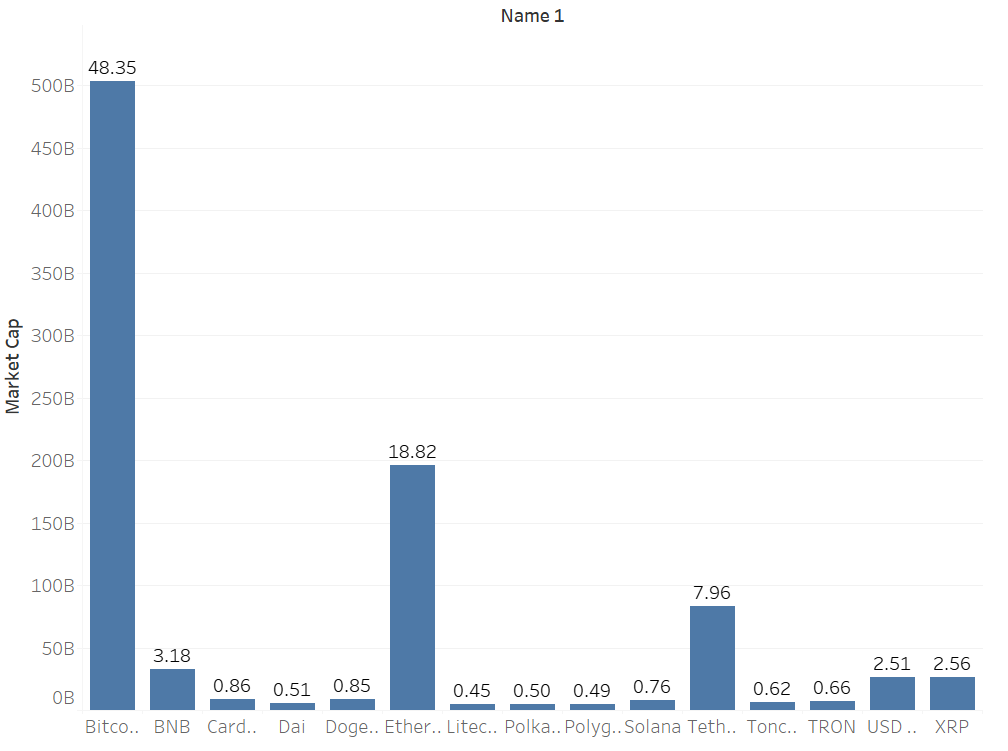 Name 1
Market Cap
500B
450B
400B
350B
300B
250B
200B
150B
100B
50B
0B
48.35
3.18
0.86
0.51
0.85
18.82
0.45
0.50
0.49
0.76
7.96
0.62
0.66
2.51
2.56
Bitco.. BNB Card.. Dai Doge.. Ether.. Litec.. Polka.. Polyg.. Solana Teth.. Tonc.. TRON USD .. XRP